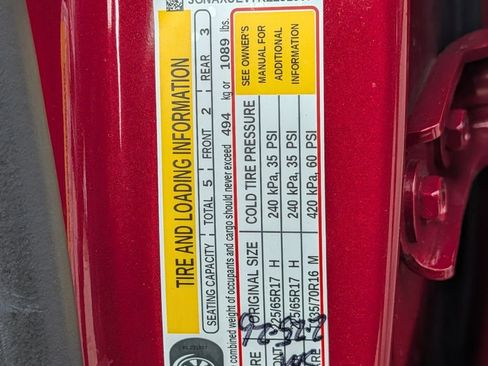 TIRE AND LOADING INFORMATION
SEATING CAPACITY TOTAL 5 FRONT 2 REAR 3
combined weight of occupants and cargo should never exceed 494 kg or 1089 lbs.
ORIGINAL SIZE COLD TIRE PRESSURE
25/65R17 H 240 kPa, 35 PSI
5/65R17 H 240 kPa, 35 PSI
135/70R16 M 420 kPa, 60 PSI
SEE OWNER'S
MANUAL FOR
ADDITIONAL
INFORMATION